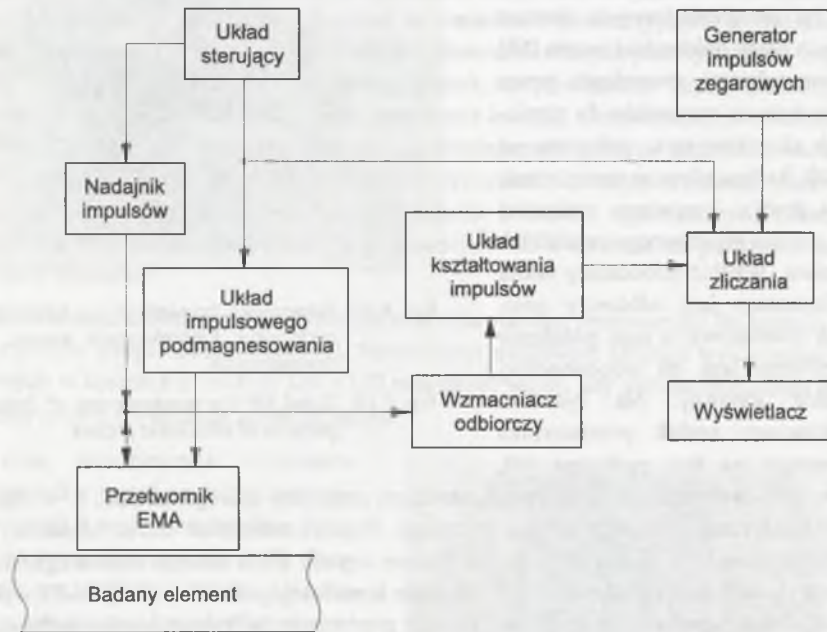 Układ
sterujący
Generator
impulsów
zegarowych
Nadajnik
impulsów
Układ
impulsowego
podmagnesowania
Układ
kształtowania
impulsów
Układ
zliczania
Wzmacniacz
odbiorczy
Wyświetlacz
Przetwornik
EMA
Badany element